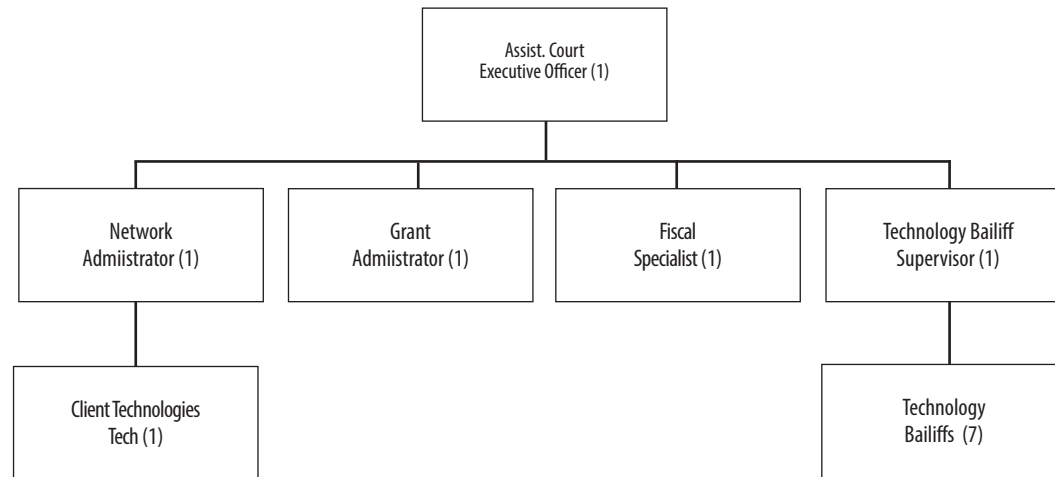 Assist. Court
Executive Officer (1)
Network
Admiistrator (1)
Grant
Admiistrator (1)
Fiscal
Specialist (1)
Technology Bailiff
Supervisor (1)
Client Technologies
Tech (1)
Technology
Bailiffs (7)